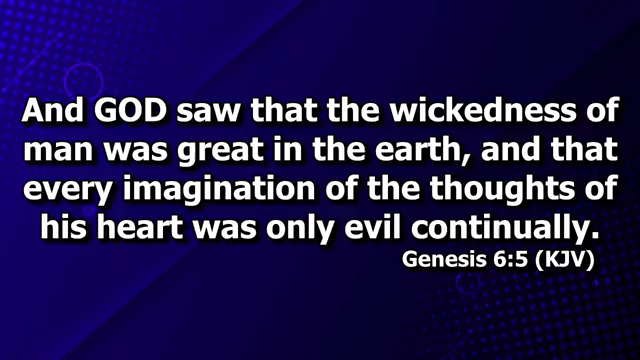 And GOD saw that the wickedness of
man was great in the earth, and that
every imagination of the thoughts of
his heart was only evil continually.
Genesis 6:5 (KJV)